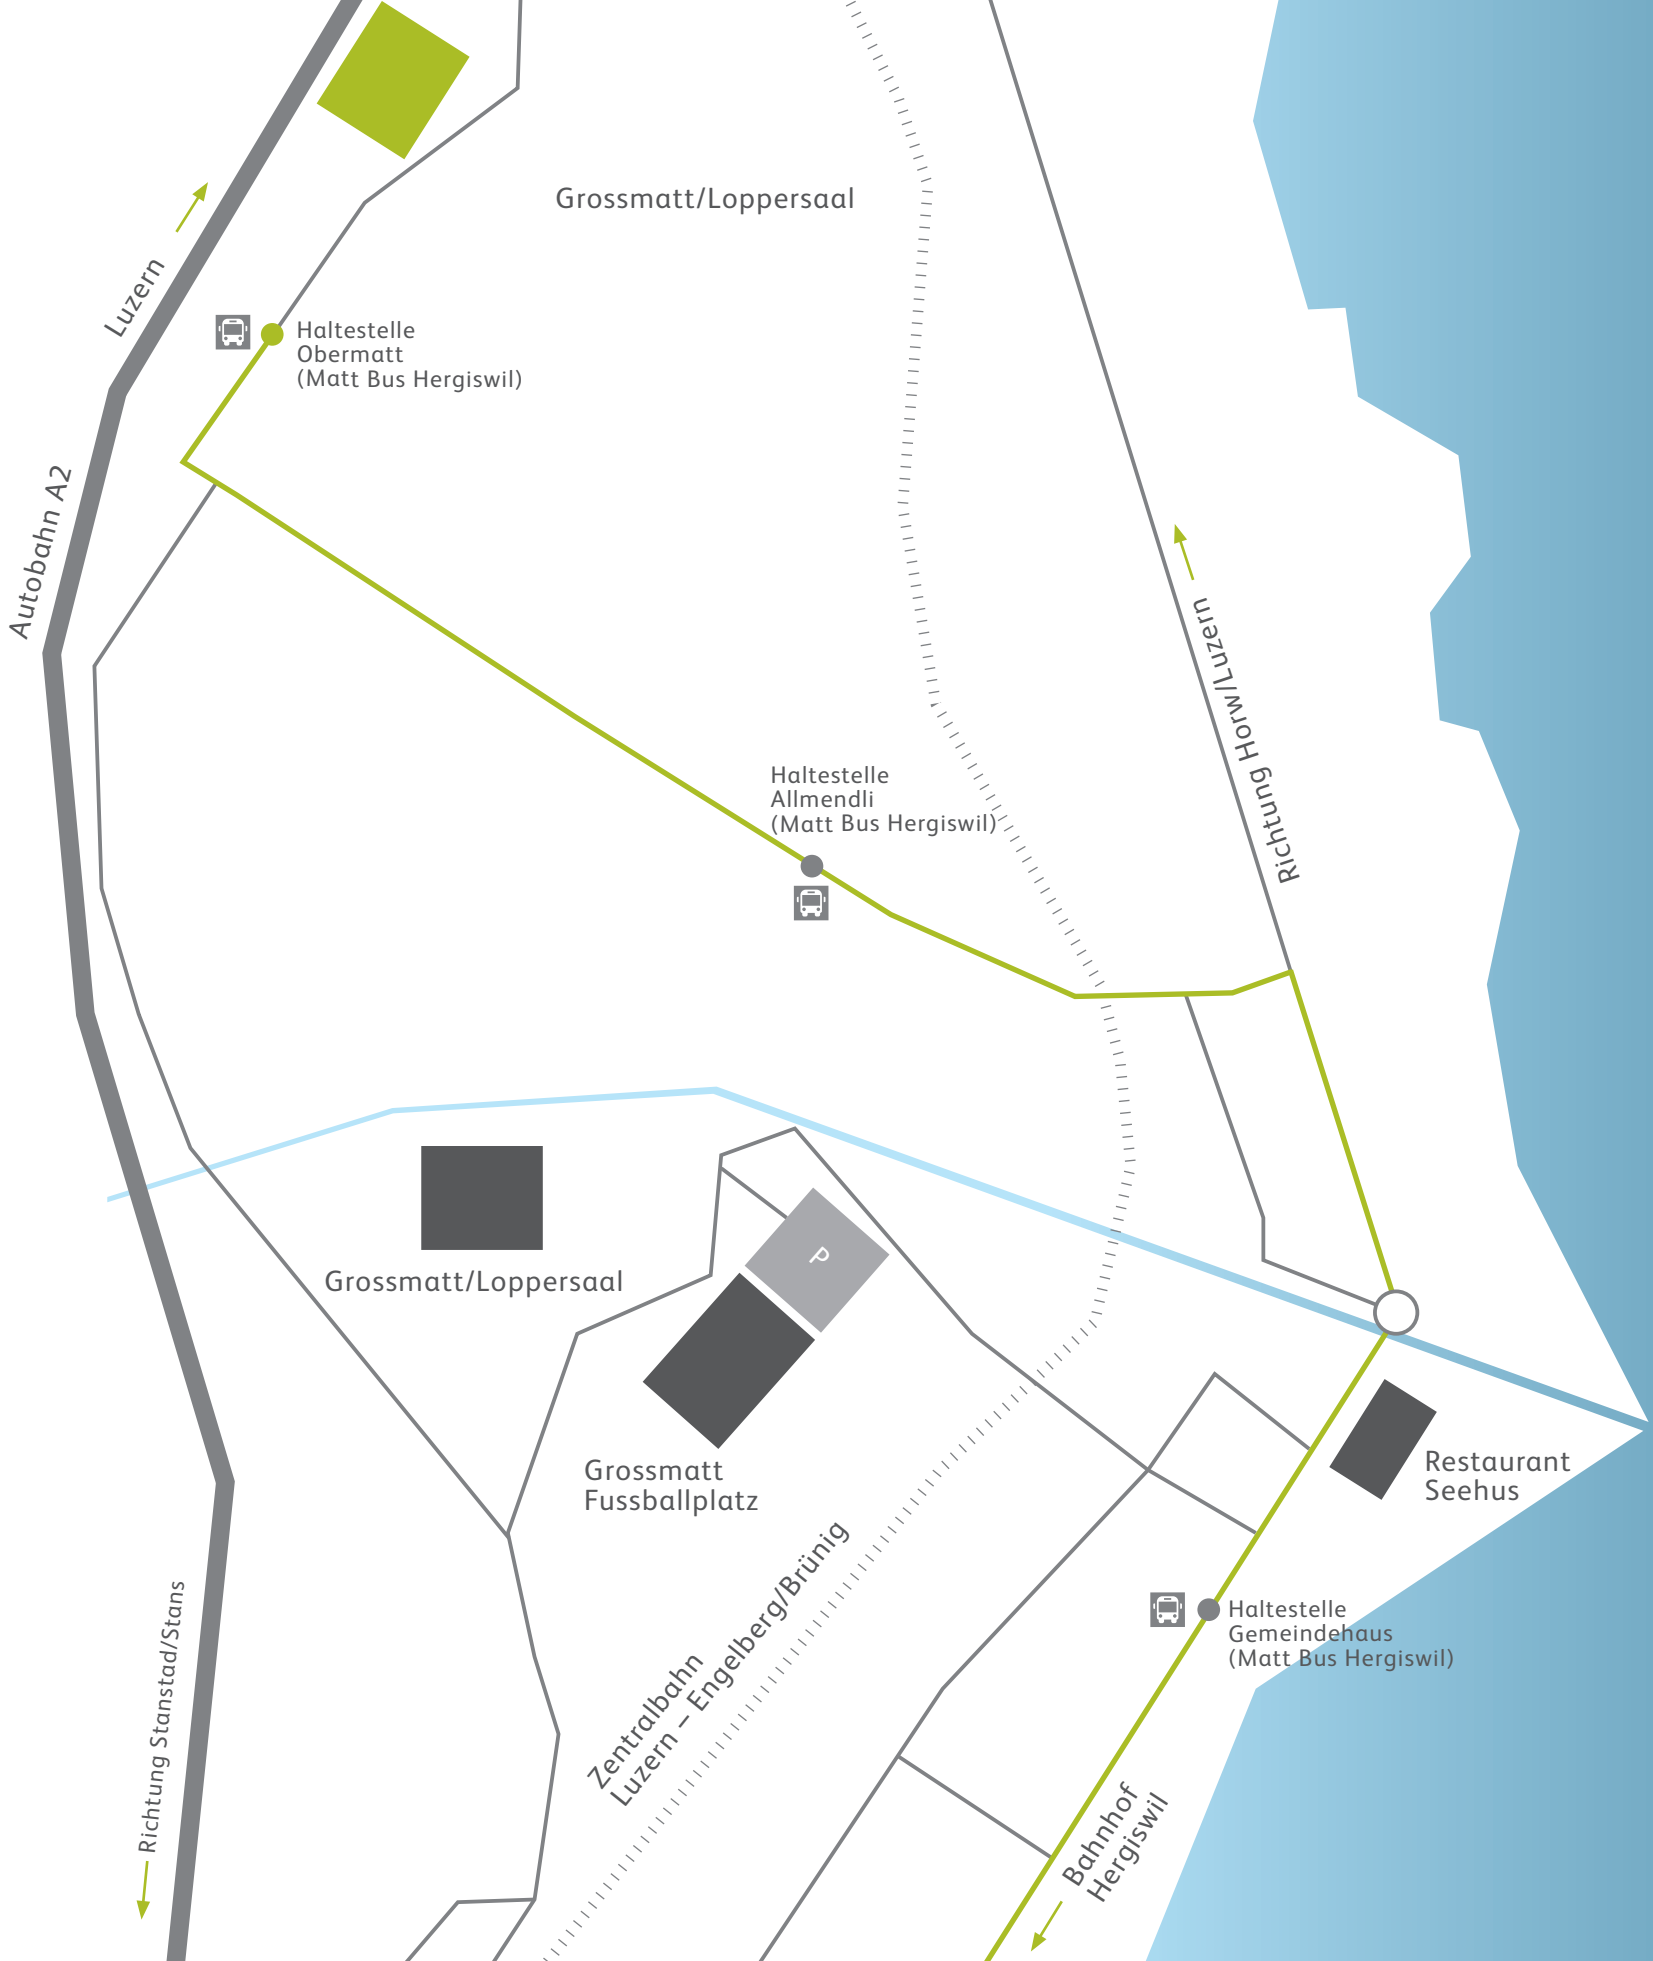 Grossmatt/Loppersaal
Luzern
Haltestelle
Obermatt
(Matt Bus Hergiswil)
Autobahn A2
Richtung Horw/Luzern
Haltestelle
Allmendli
(Matt Bus Hergiswil)
P
Grossmatt/Loppersaal
Grossmatt
Fussballplatz
Restaurant
Seehus
Zentralbahn
Luzern – Engelberg/Brünig
Haltestelle
Gemeindehaus
(Matt Bus Hergiswil)
Richtung Stanstad/Stans
Bahnhof
Hergiswil